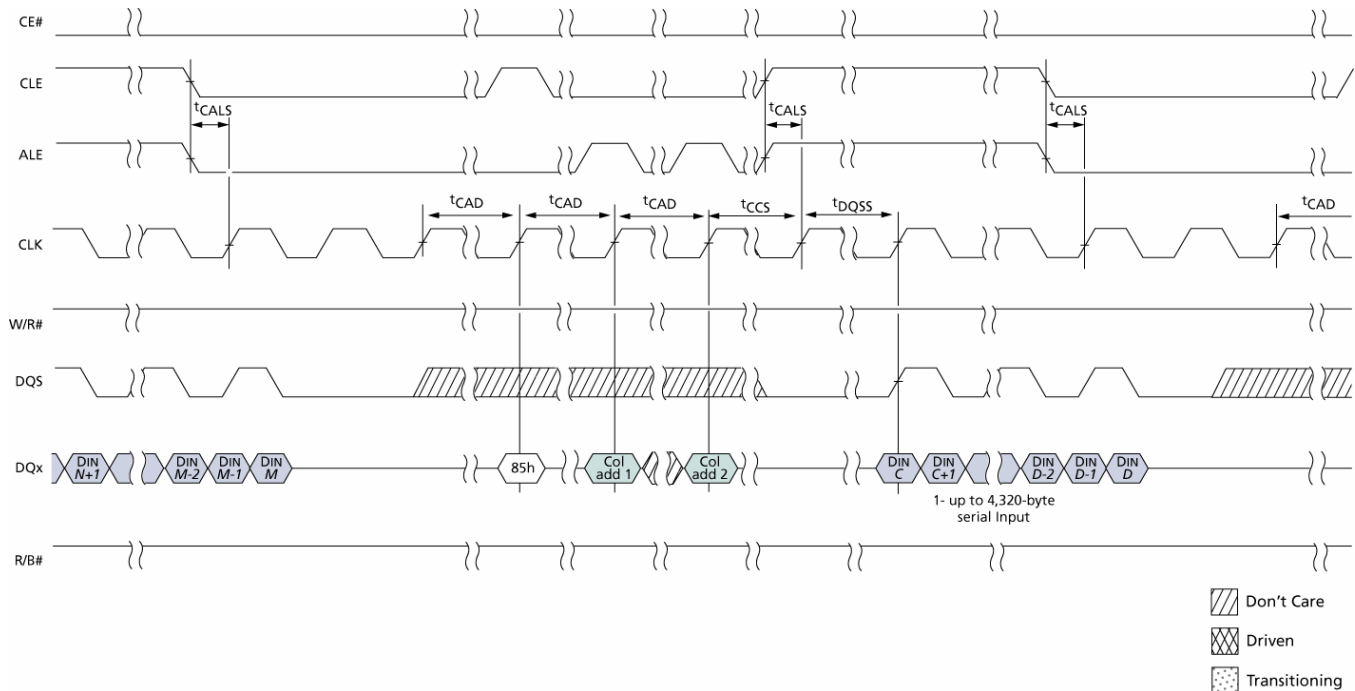 CE#
CLE
tCALS
tCALS
tCALS
ALE
tCAD
tCAD
tCAD
tCCS
tDQSS
tCAD
CLK
W/R#
DQS
DQx
DIN
N+1
DIN
M-2
DIN
M-1
DIN
M
85h
Col
add 1
Col
add 2
DIN
C
DIN
C+1
DIN
D-2
DIN
D-1
DIN
D
1- up to 4,320-byte
serial Input
R/B#
Don't Care
Driven
Transitioning